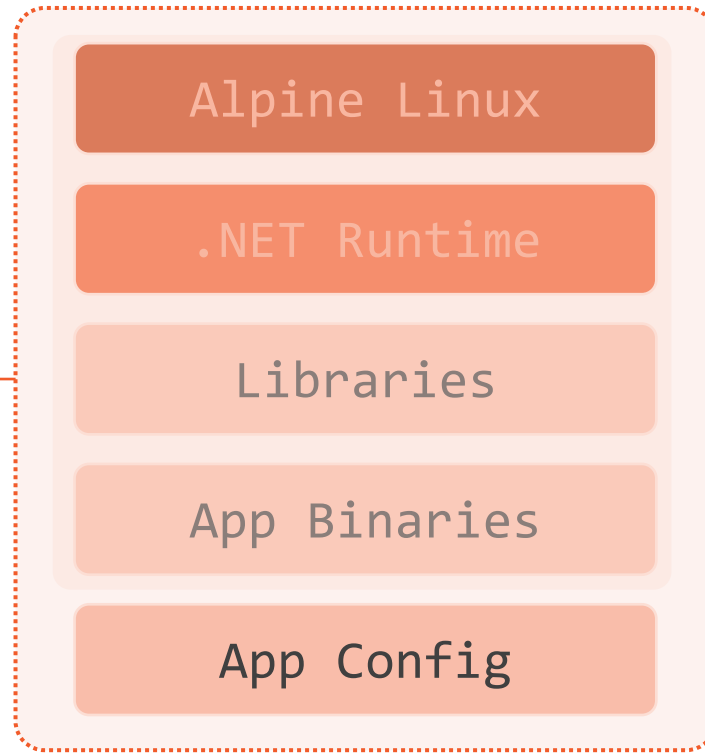 Alpine Linux
.NET Runtime
Libraries
App Binaries
App Config